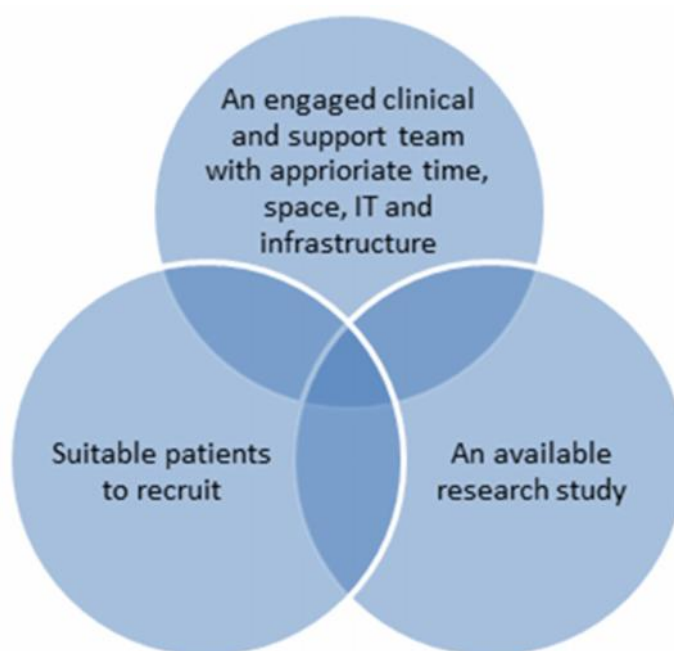 An engaged clinical
and support team
with apprioriate time,
space, IT and
infrastructure
Suitable patients
to recruit
An available
research study